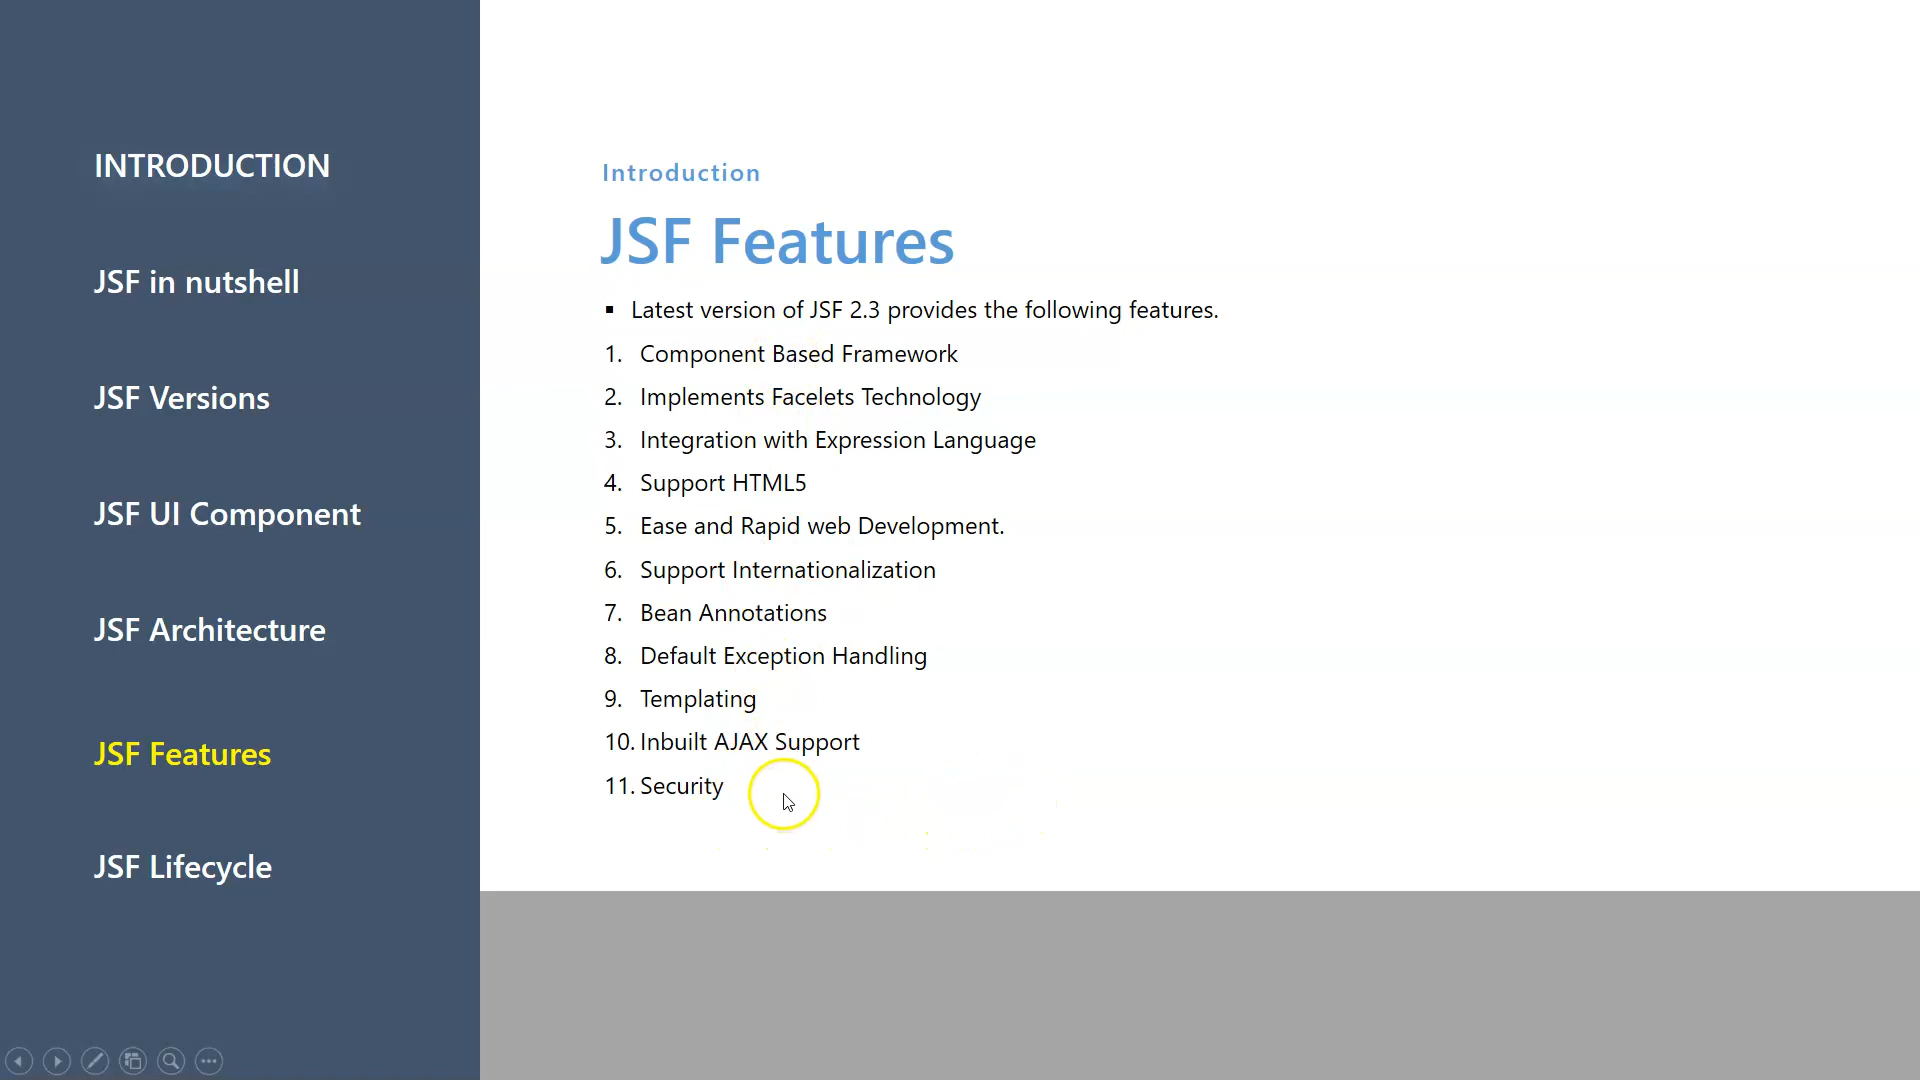 INTRODUCTION
JSF in nutshell
JSF Versions
JSF UI Component
JSF Architecture
JSF Features
JSF Lifecycle
Introduction
JSF Features
▪ Latest version of JSF 2.3 provides the following features.
1. Component Based Framework
2. Implements Facelets Technology
3. Integration with Expression Language
4. Support HTML5
5. Ease and Rapid web Development.
6. Support Internationalization
7. Bean Annotations
8. Default Exception Handling
9. Templating
10. Inbuilt AJAX Support
11. Security